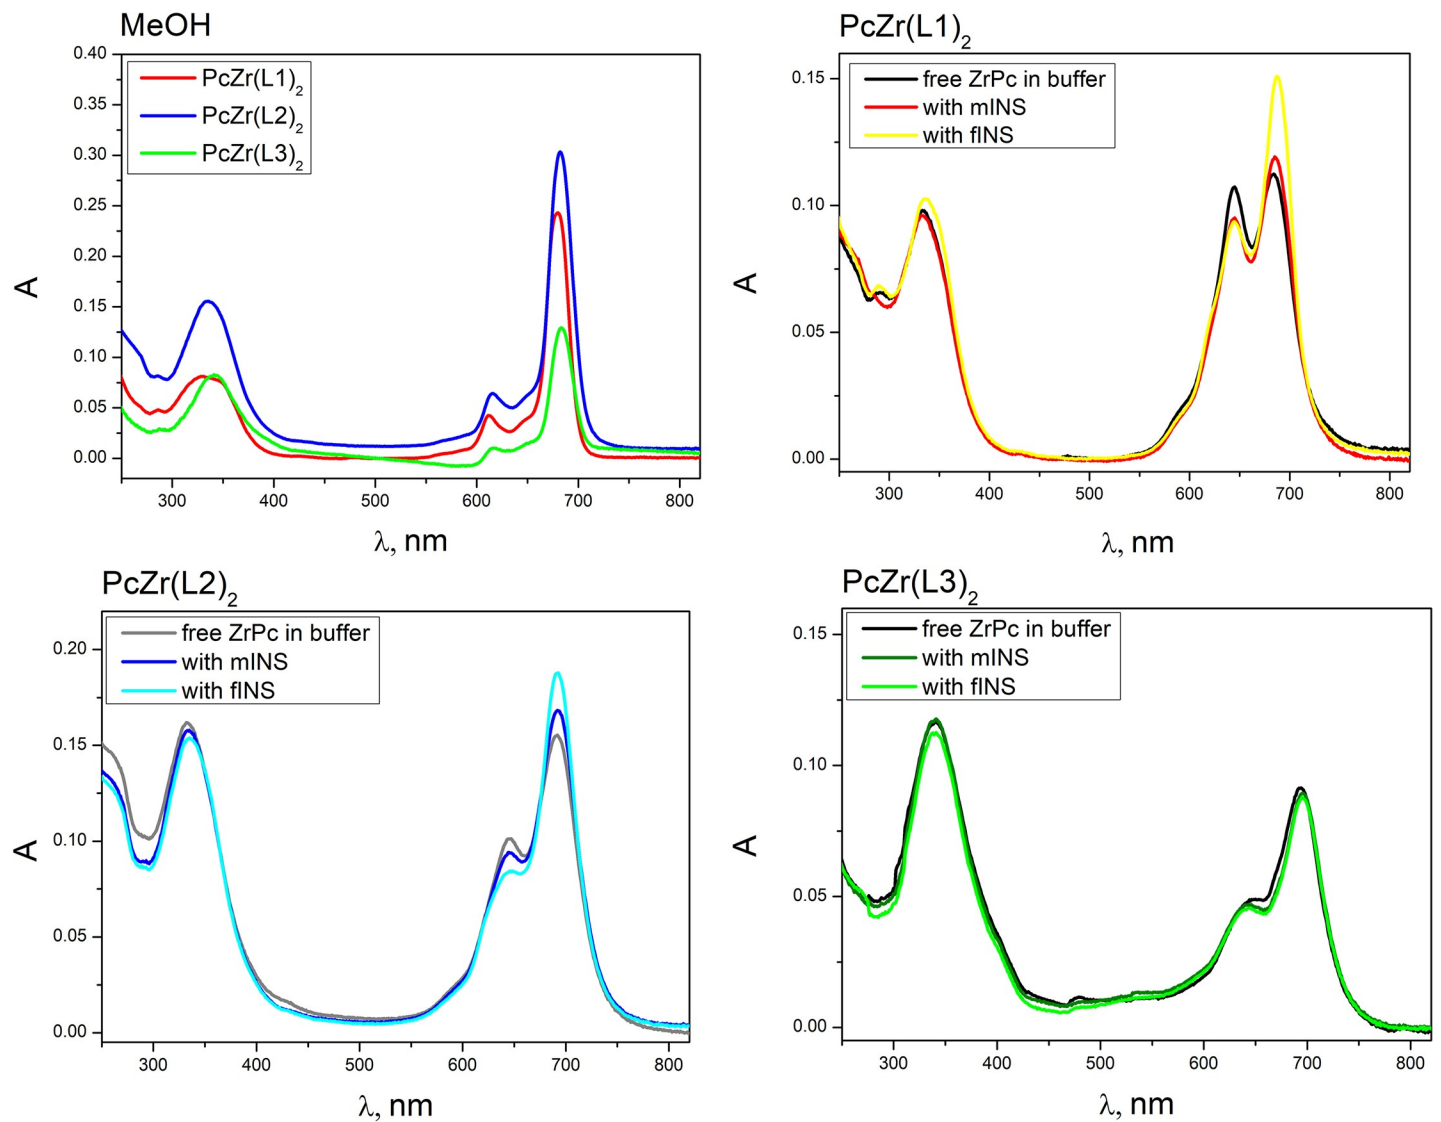 MeOH
0.40
0.35
0.30
0.25
0.20
0.15
0.10
0.05
0.00
A
PcZr(L1)2
PcZr(L2)2
PcZr(L3)2
300 400 500 600 700 800
λ, nm
PcZr(L1)2
0.15
0.10
0.05
0.00
A
free ZrPc in buffer
with mINS
with fINS
300 400 500 600 700 800
λ, nm
PcZr(L2)2
0.20
0.15
0.10
0.05
0.00
A
free ZrPc in buffer
with mINS
with fINS
300 400 500 600 700 800
λ, nm
PcZr(L3)2
0.15
0.10
0.05
0.00
A
free ZrPc in buffer
with mINS
with fINS
300 400 500 600 700 800
λ, nm